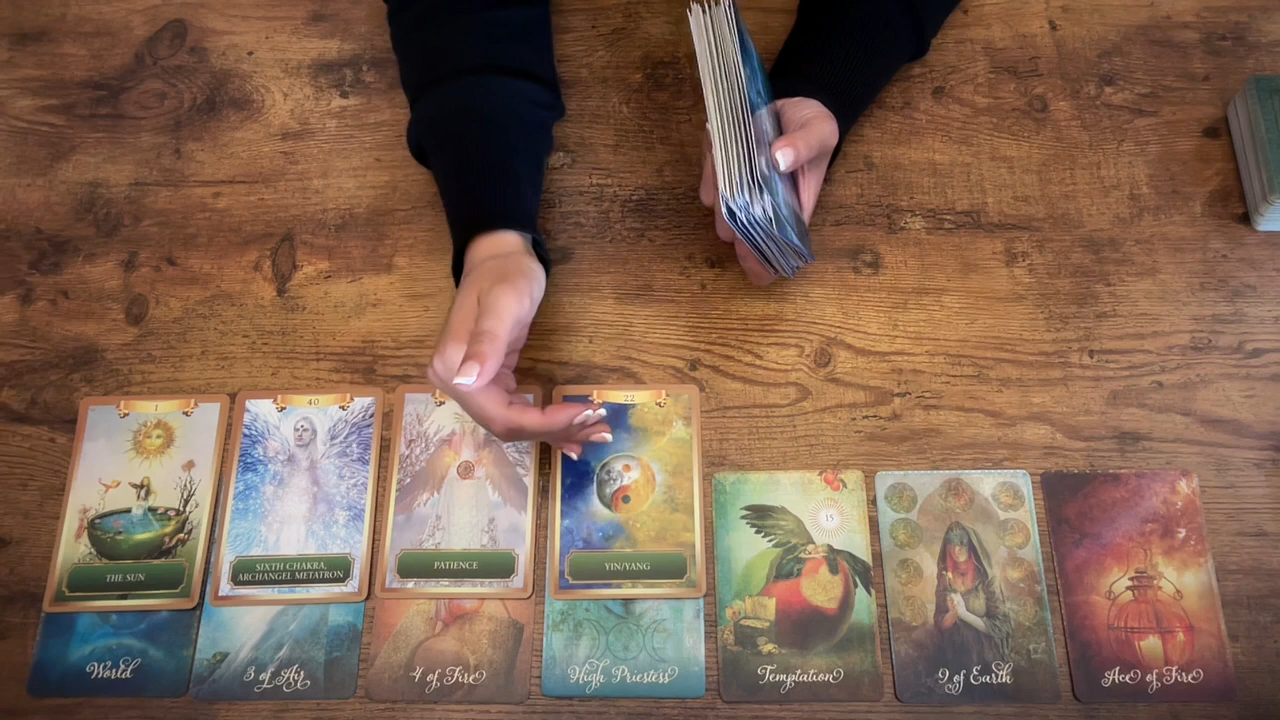 1
THE SUN
40
SIXTH CHAKRA,
ARCHANGEL METATRON
PATIENCE
22
YIN/YANG
15
World
3 of Air
4 of Fire
High Priestess
Temptation
9 of Earth
Ace of Fire